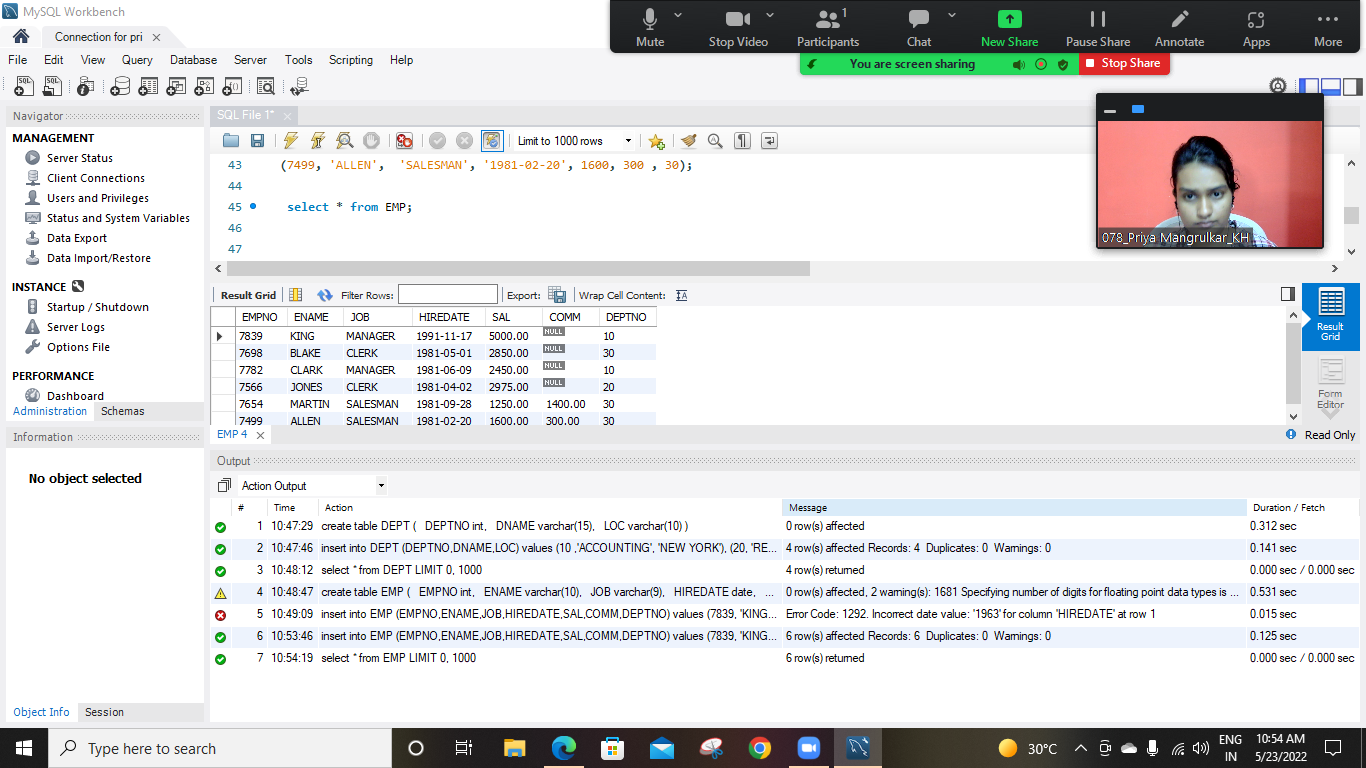 MySQL Workbench
Connection for pri
File Edit View Query Database Server Tools Scripting Help
Mute Stop Video Participants 1 Chat New Share Pause Share Annotate Apps More
You are screen sharing Stop Share
Navigator
MANAGEMENT
Server Status
Client Connections
Users and Privileges
Status and System Variables
Data Export
Data Import/Restore
INSTANCE
Startup / Shutdown
Server Logs
Options File
PERFORMANCE
Dashboard
Administration Schemas
Information
No object selected
Object Info Session
SQL File 1*
Limit to 1000 rows
43 (7499, 'ALLEN', 'SALESMAN', '1981-02-20', 1600, 300 , 30);
44
45 select * from EMP;
46
47
078_Priya Mangrulkar_KH
Result Grid Filter Rows: Export: Wrap Cell Content:
EMPNO ENAME JOB HIREDATE SAL COMM DEPTNO
7839 KING MANAGER 1991-11-17 5000.00 NULL 10
7698 BLAKE CLERK 1981-05-01 2850.00 NULL 30
7782 CLARK MANAGER 1981-06-09 2450.00 NULL 10
7566 JONES CLERK 1981-04-02 2975.00 NULL 20
7654 MARTIN SALESMAN 1981-09-28 1250.00 1400.00 30
7499 ALLEN SALESMAN 1981-02-20 1600.00 300.00 30
Result Grid
Form Editor
EMP 4
Read Only
Output
Action Output
# Time Action Message Duration / Fetch
1 10:47:29 create table DEPT ( DEPTNO int, DNAME varchar(15), LOC varchar(10) ) 0 row(s) affected 0.312 sec
2 10:47:46 insert into DEPT (DEPTNO,DNAME,LOC) values (10 ,'ACCOUNTING', 'NEW YORK'), (20, 'RE... 4 row(s) affected Records: 4 Duplicates: 0 Warnings: 0 0.141 sec
3 10:48:12 select * from DEPT LIMIT 0, 1000 4 row(s) returned 0.000 sec / 0.000 sec
4 10:48:47 create table EMP ( EMPNO int, ENAME varchar(10), JOB varchar(9), HIREDATE date, ... 0 row(s) affected, 2 warning(s): 1681 Specifying number of digits for floating point data types is ... 0.531 sec
5 10:49:09 insert into EMP (EMPNO,ENAME,JOB,HIREDATE,SAL,COMM,DEPTNO) values (7839, 'KING... Error Code: 1292. Incorrect date value: '1963' for column 'HIREDATE' at row 1 0.015 sec
6 10:53:46 insert into EMP (EMPNO,ENAME,JOB,HIREDATE,SAL,COMM,DEPTNO) values (7839, 'KING... 6 row(s) affected Records: 6 Duplicates: 0 Warnings: 0 0.125 sec
7 10:54:19 select * from EMP LIMIT 0, 1000 6 row(s) returned 0.000 sec / 0.000 sec
Type here to search
30°C
ENG
IN
10:54 AM
5/23/2022